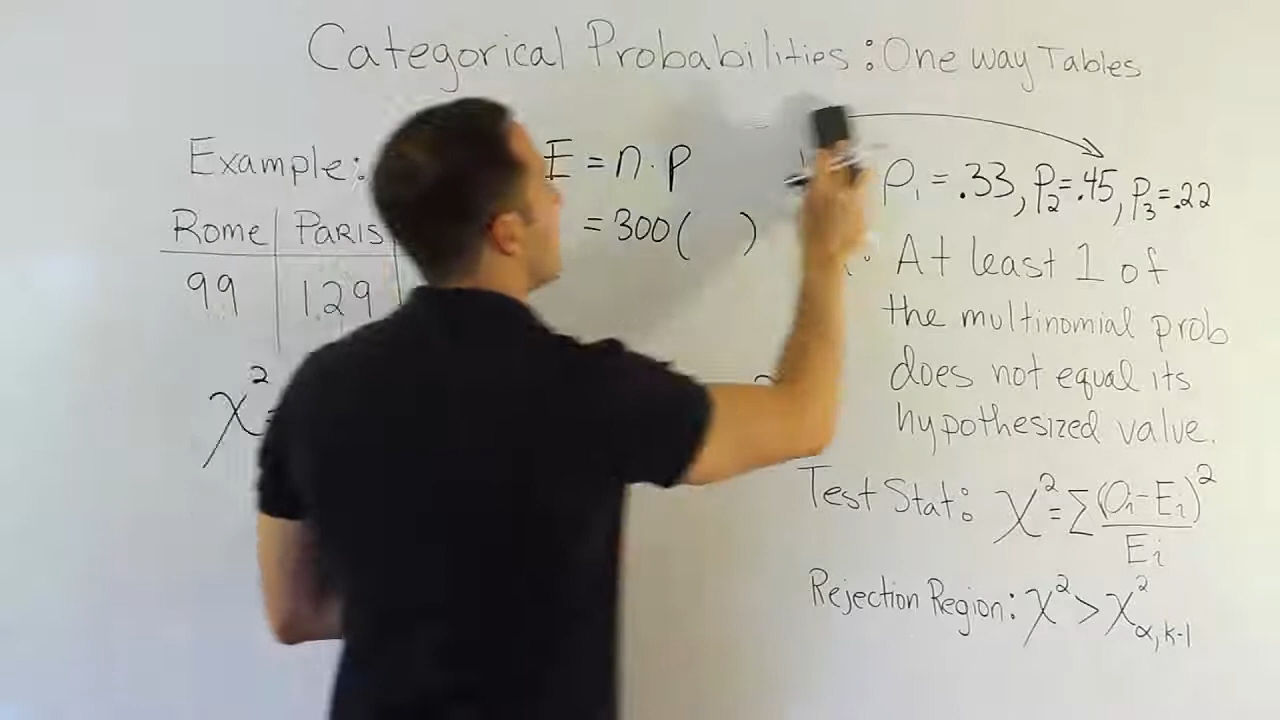 Categorical Probabilities: One way Tables
Example:
Rome | PARIS
99 | 129
χ² =
E = n · p
= 300( )
p₁ = .33, p₂ = .45, p₃ = .22
At least 1 of
the multinomial prob
does not equal its
hypothesized value.
Test Stat: χ² = Σ (Oᵢ - Eᵢ)² / Eᵢ
Rejection Region: χ² > χ²α, k-1